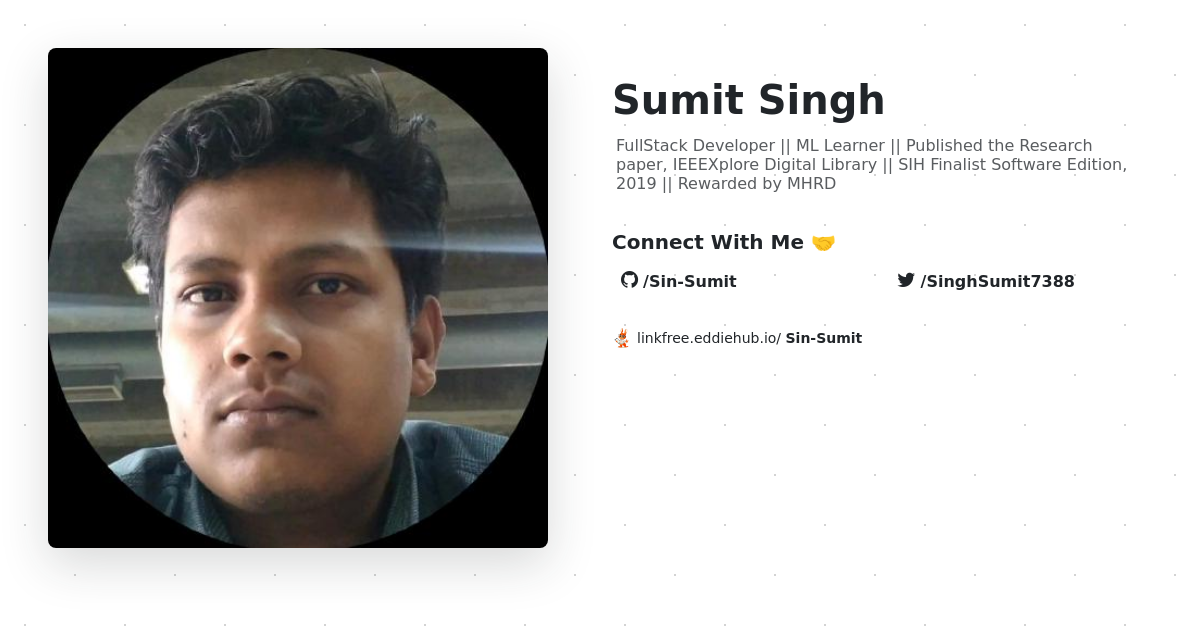 Sumit Singh
FullStack Developer || ML Learner || Published the Research
paper, IEEEXplore Digital Library || SIH Finalist Software Edition,
2019 || Rewarded by MHRD
Connect With Me 🤝
/Sin-Sumit
/SinghSumit7388
linkfree.eddiehub.io/ Sin-Sumit